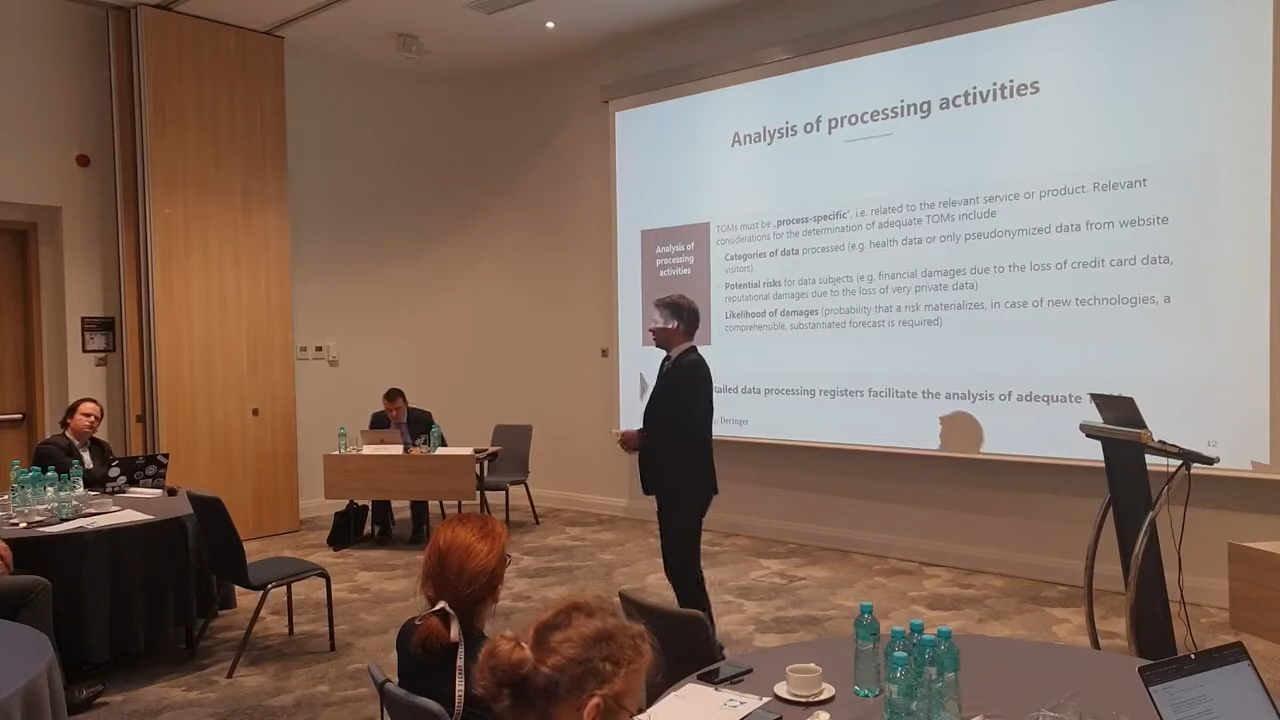 Analysis of processing activities
Analysis of
processing
activities
TOMs must be „process-specific", i.e. related to the relevant service or product. Relevant
considerations for the determination of adequate TOMs include
Categories of data processed (e.g. health data or only pseudonymized data from website
visitors)
Potential risks for data subjects (e.g. financial damages due to the loss of credit card data,
reputational damages due to the loss of very private data)
Likelihood of damages (probability that a risk materializes, in case of new technologies, a
comprehensible, substantiated forecast is required)
tailed data processing registers facilitate the analysis of adequate
Deringer
12